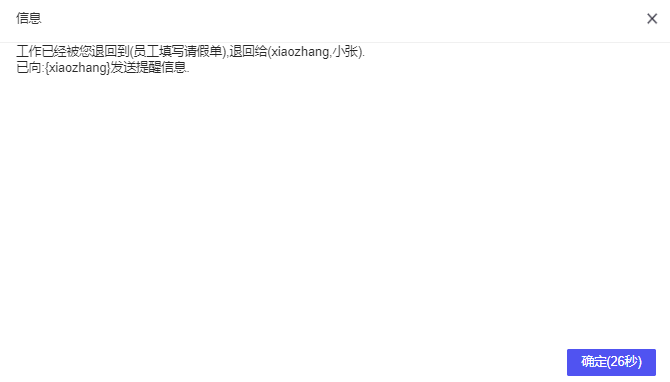 信息
工作已经被您退回到(员工填写请假单),退回给(xiaozhang,小张).
已向:{xiaozhang}发送提醒信息.
确定(26秒)